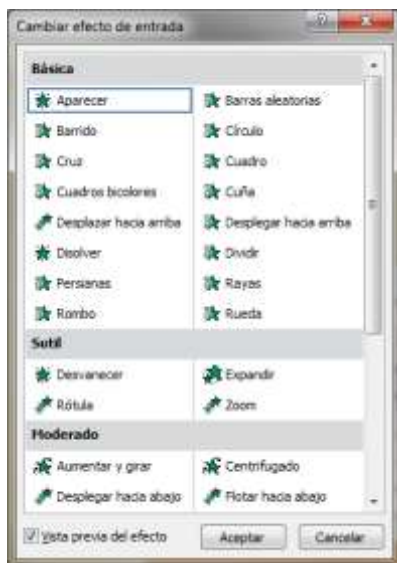 Cambiar efecto de entrada
Básica
Aparecer
Barras aleatorias
Barrido
Círculo
Cruz
Cuadro
Cuadros bicolores
Cuña
Desplazar hacia arriba
Desplegar hacia arriba
Disolver
Dividir
Persianas
Rayas
Rombo
Rueda
Sutil
Desvanecer
Expandir
Rótula
Zoom
Moderado
Aumentar y girar
Centrifugado
Desplegar hacia abajo
Flotar hacia abajo
Vista previa del efecto
Aceptar
Cancelar